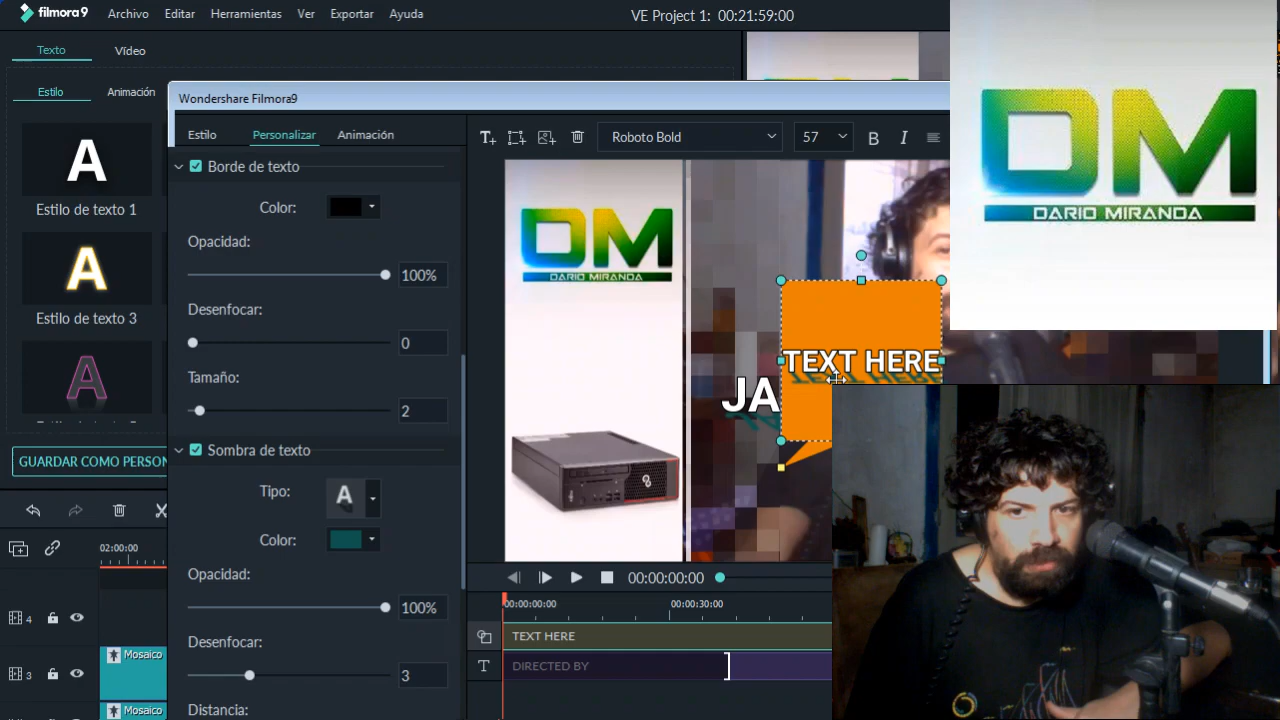 filmora9 Archivo Editar Herramientas Ver Exportar Ayuda VE Project 1: 00:21:59:00
Texto Vídeo
Estilo Animación
A
Estilo de texto 1
A
Estilo de texto 3
A
GUARDAR COMO PERSON
02:00:00
4
3
Mosaico
Mosaico
Wondershare Filmora9
Estilo Personalizar Animación
Borde de texto
Color:
Opacidad:
100%
Desenfocar:
0
Tamaño:
2
Sombra de texto
Tipo: A
Color:
Opacidad:
100%
Desenfocar:
3
Distancia:
T+ Roboto Bold 57 B I
DM
DARIO MIRANDA
JA
TEXT HERE
00:00:00:00
00:00:00:00 00:00:30:00
TEXT HERE
T DIRECTED BY
DM
DARIO MIRANDA